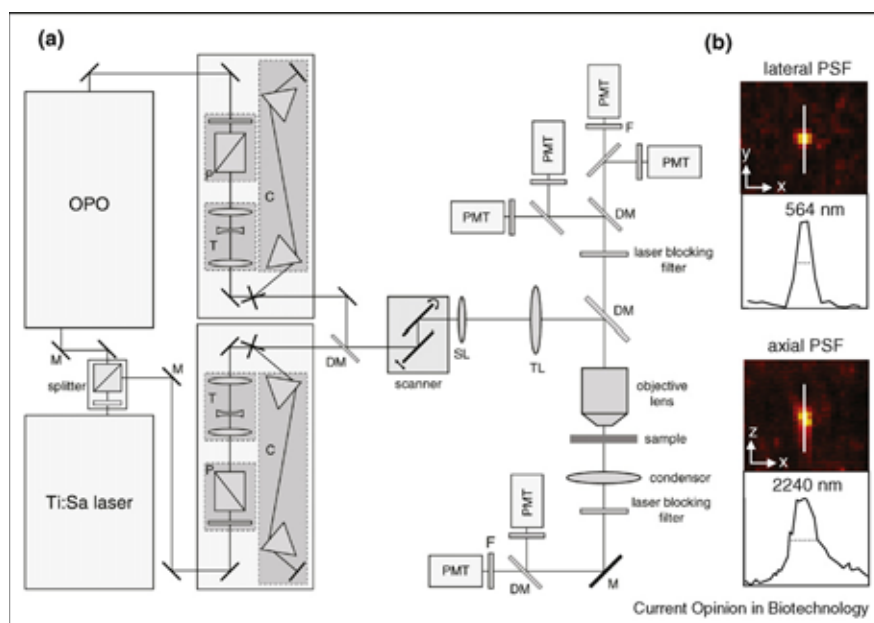 (a)
OPO
P
T
C
M
M
splitter
Ti:Sa laser
T
P
C
DM
scanner
SL
TL
PMT
F
PMT
PMT
PMT
DM
laser blocking
filter
DM
objective
lens
sample
condensor
laser blocking
filter
PMT
F
PMT
DM
M
(b)
lateral PSF
y
x
564 nm
axial PSF
z
x
2240 nm
Current Opinion in Biotechnology